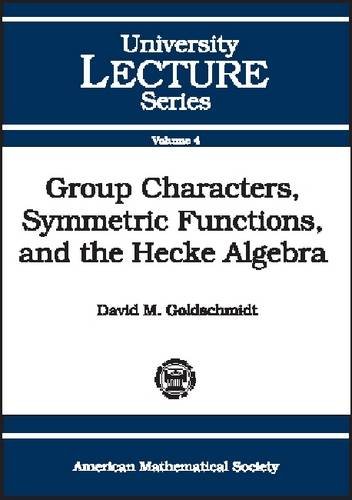 University
LECTURE
Series
Volume 4
Group Characters,
Symmetric Functions,
and the Hecke Algebra
David M. Goldschmidt
American Mathematical Society